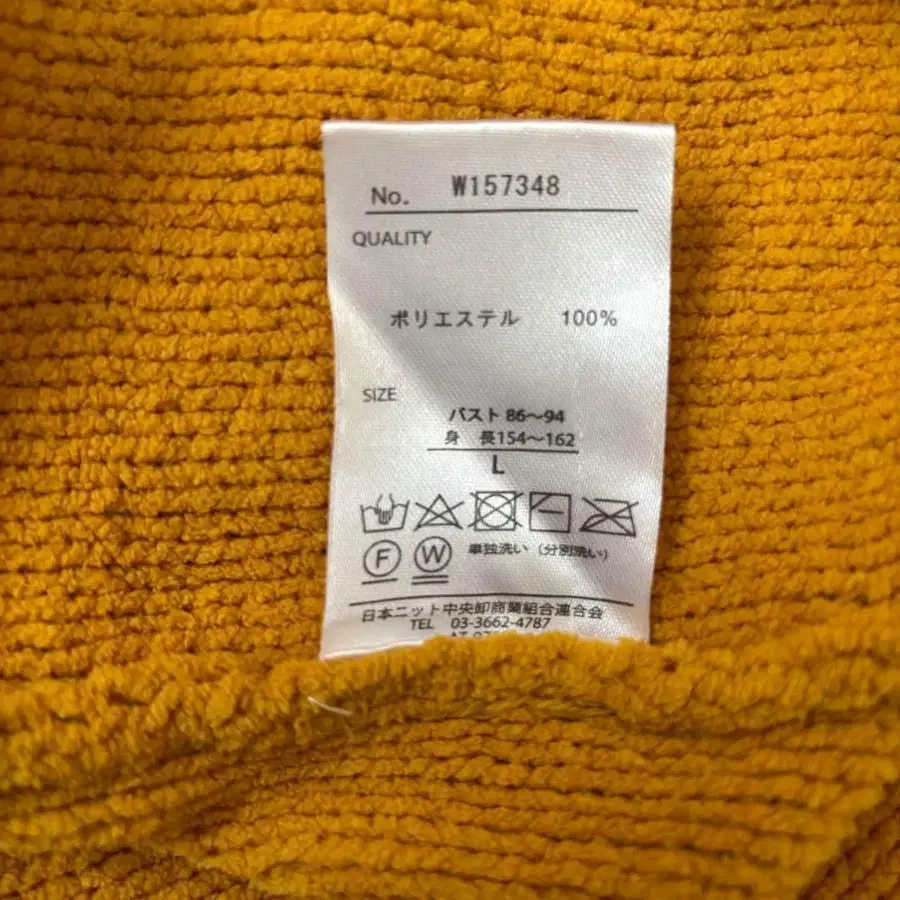 No. W157348
QUALITY
ポリエステル 100%
SIZE
バスト 86～94
身 長154～162
L
F W 単独洗い（分別洗い）
日本ニット中央卸商業組合連合会
TEL 03-3662-4787